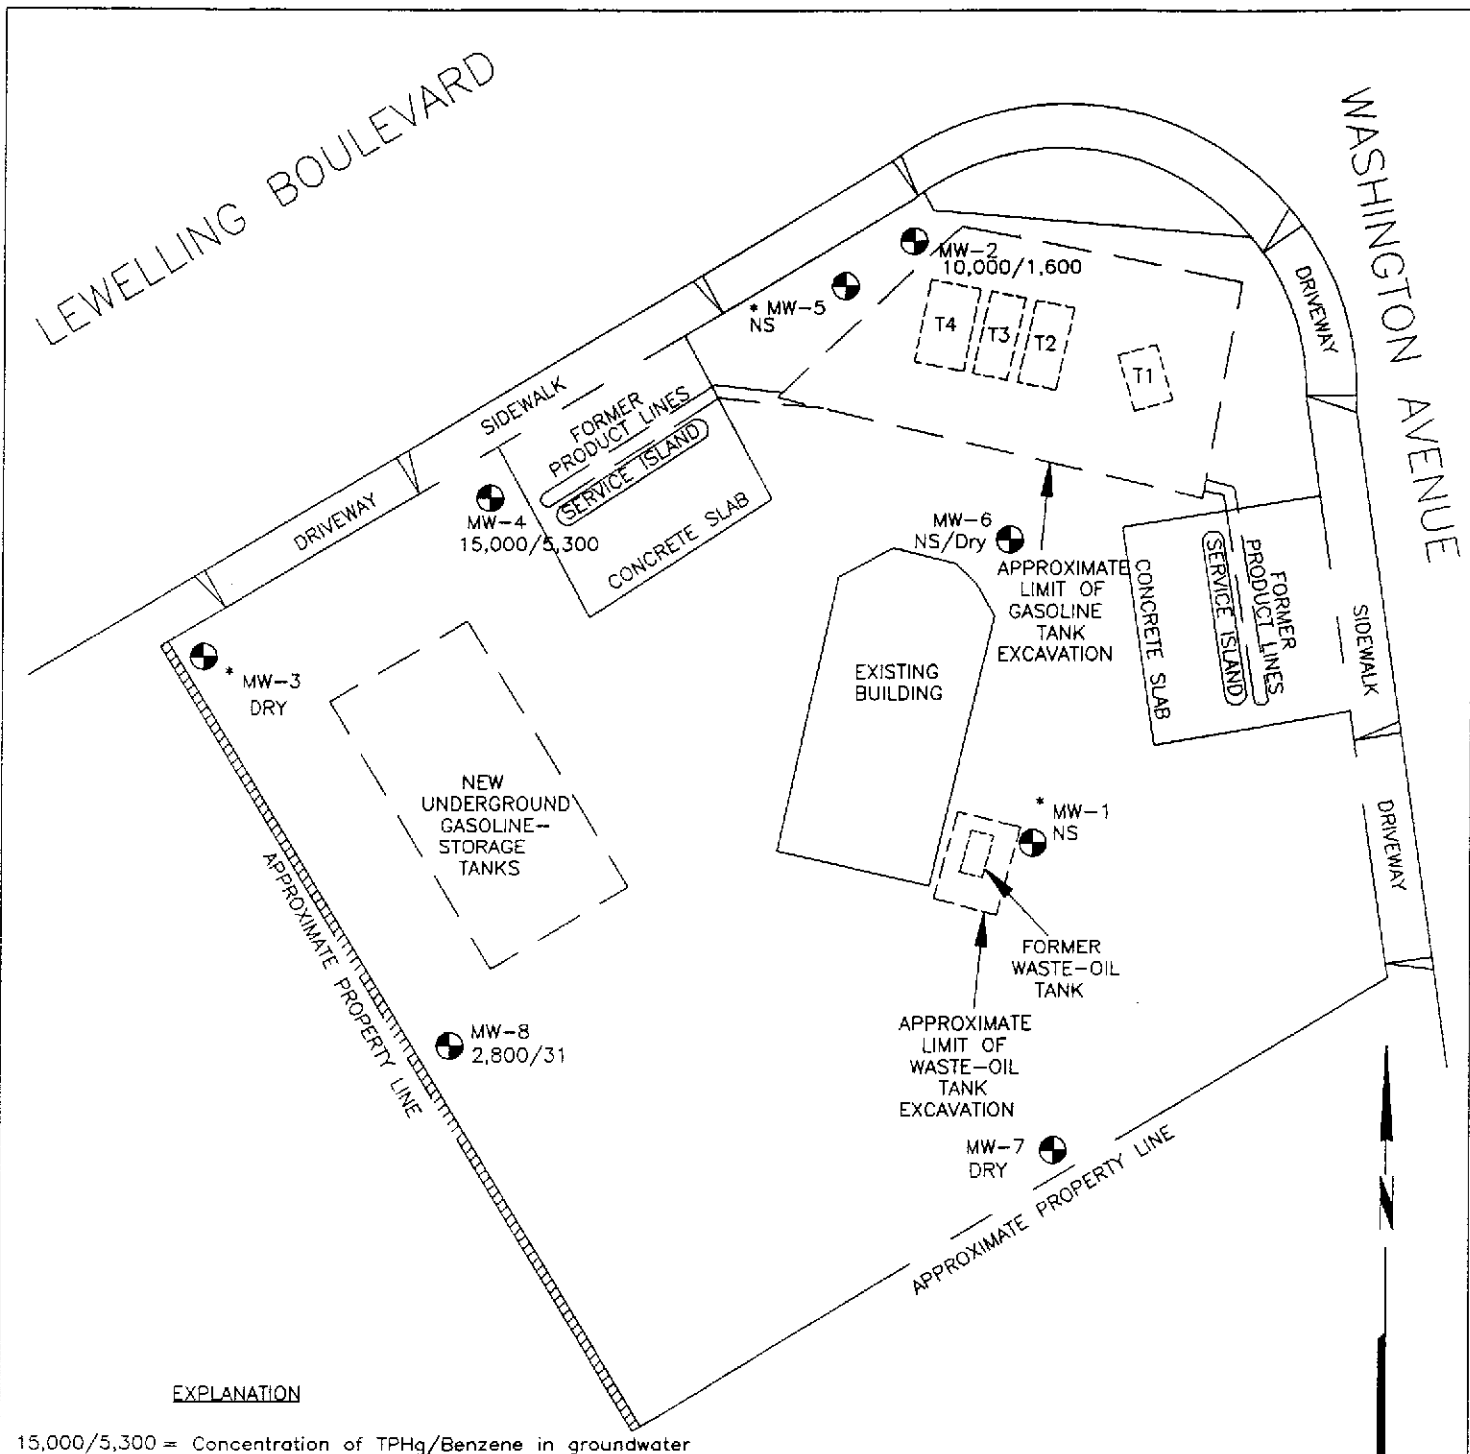 LEWELLING BOULEVARD
WASHINGTON AVENUE
DRIVEWAY
SIDEWALK
DRIVEWAY
SIDEWALK
DRIVEWAY
MW-2
10,000/1,600
* MW-5
NS
T4
T3
T2
T1
FORMER
PRODUCT LINES
SERVICE ISLAND
CONCRETE SLAB
MW-4
15,000/5,300
MW-6
NS/Dry
APPROXIMATE
LIMIT OF
GASOLINE
TANK
EXCAVATION
FORMER
PRODUCT LINES
SERVICE ISLAND
CONCRETE SLAB
* MW-3
DRY
EXISTING
BUILDING
NEW
UNDERGROUND
GASOLINE-
STORAGE
TANKS
* MW-1
NS
FORMER
WASTE-OIL
TANK
APPROXIMATE
LIMIT OF
WASTE-OIL
TANK
EXCAVATION
APPROXIMATE PROPERTY LINE
MW-8
2,800/31
MW-7
DRY
APPROXIMATE PROPERTY LINE
N
EXPLANATION
15,000/5,300 = Concentration of TPHg/Benzene in groundwater